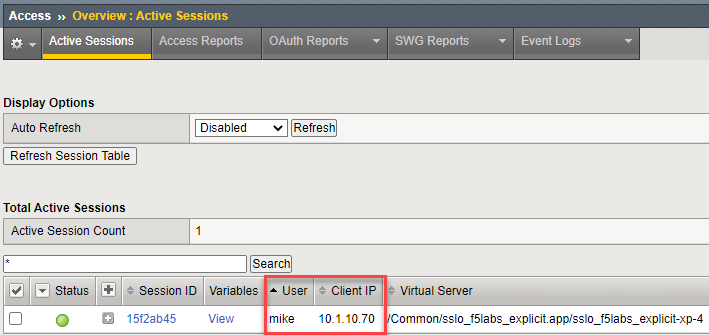 Access ›› Overview : Active Sessions
Active Sessions Access Reports OAuth Reports SWG Reports Event Logs
Display Options
Auto Refresh Disabled Refresh
Refresh Session Table
Total Active Sessions
Active Session Count 1
* Search
Status Session ID Variables User Client IP Virtual Server
15f2ab45 View mike 10.1.10.70 /Common/sslo_f5labs_explicit.app/sslo_f5labs_explicit-xp-4